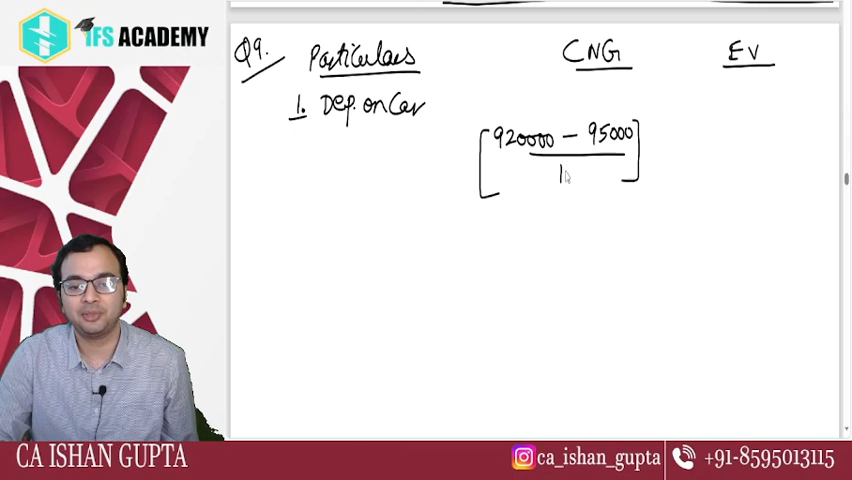 IFS ACADEMY
Q9. Particulars CNG EV
1. Dep. on Car
[920000 – 95000]
1
CA ISHAN GUPTA
ca_ishan_gupta +91-8595013115